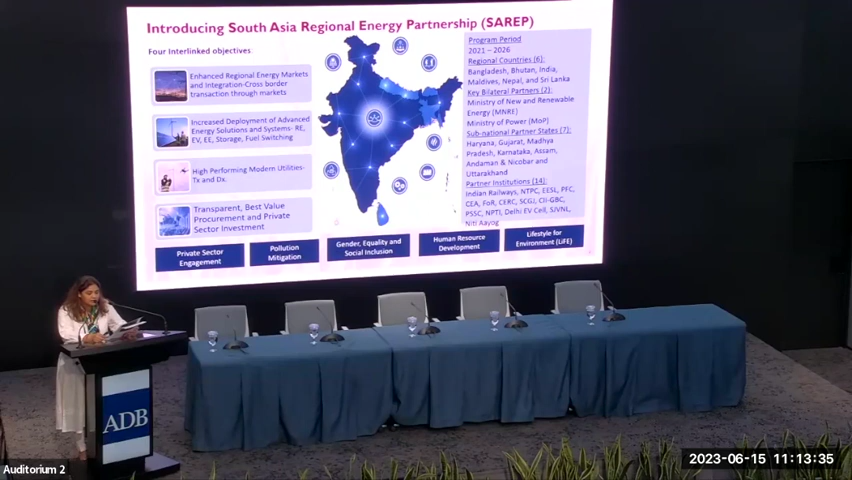 Introducing South Asia Regional Energy Partnership (SAREP)
Four Interlinked objectives:
Enhanced Regional Energy Markets
and Integration-Cross border
transaction through markets
Increased Deployment of Advanced
Energy Solutions and Systems- RE,
EV, EE, Storage, Fuel Switching
High Performing Modern Utilities-
Tx and Dx.
Transparent, Best Value
Procurement and Private
Sector Investment
Program Period
2021 – 2026
Regional Countries (6):
Bangladesh, Bhutan, India,
Maldives, Nepal, and Sri Lanka
Key Bilateral Partners (2):
Ministry of New and Renewable
Energy (MNRE)
Ministry of Power (MoP)
Sub-national Partner States (7):
Haryana, Gujarat, Madhya
Pradesh, Karnataka, Assam,
Andaman & Nicobar and
Uttarakhand
Partner Institutions (14):
Indian Railways, NTPC, EESL, PFC,
CEA, FoR, CERC, SCGJ, CII-GBC,
PSSC, NPTI, Delhi EV Cell, SJVNL,
Niti Aayog
Private Sector
Engagement
Pollution
Mitigation
Gender, Equality and
Social Inclusion
Human Resource
Development
Lifestyle for
Environment (LiFE)
ADB
Auditorium 2
2023-06-15 11:13:35